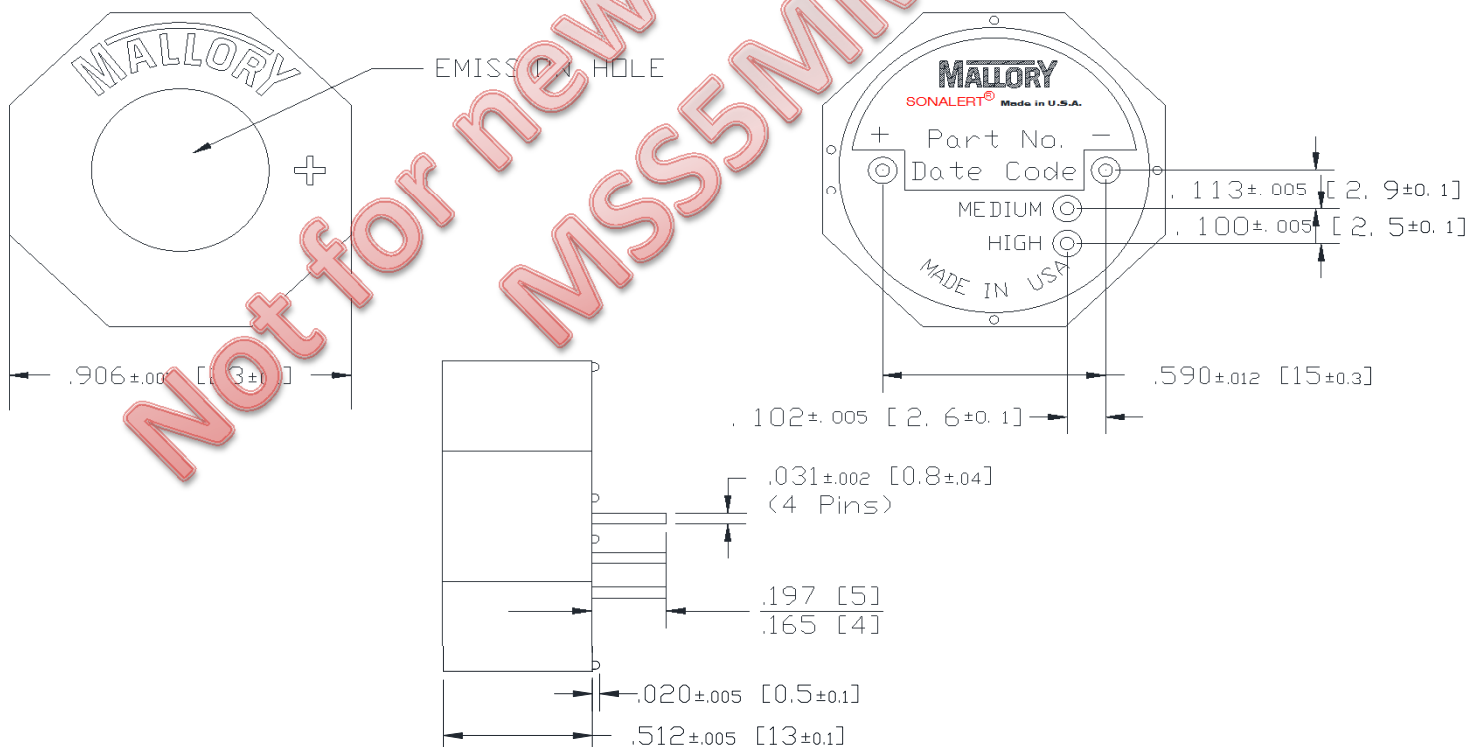 MALLORY
EMISSION HOLE
+
MALLORY
SONALERT® Made in U.S.A.
+ Part No. -
Date Code
MEDIUM
HIGH
MADE IN USA
.113±.005 [2.9±0.1]
.100±.005 [2.5±0.1]
.906±.00
.590±.012 [15±0.3]
.102±.005 [2.6±0.1]
.031±.002 [0.8±.04]
(4 Pins)
.197 [5]
.165 [4]
.020±.005 [0.5±0.1]
.512±.005 [13±0.1]
Not for new
MSS5M